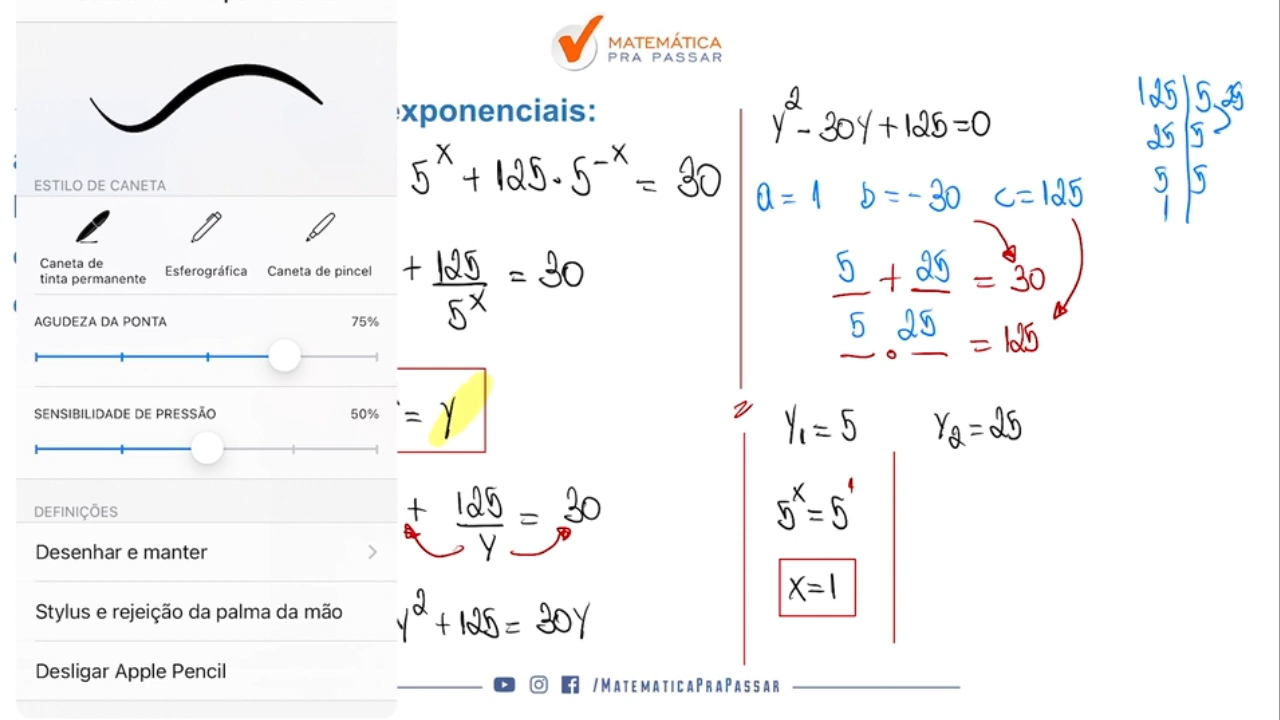 ESTILO DE CANETA
Caneta de
tinta permanente
Esferográfica
Caneta de pincel
AGUDEZA DA PONTA 75%
SENSIBILIDADE DE PRESSÃO 50%
DEFINIÇÕES
Desenhar e manter
Stylus e rejeição da palma da mão
Desligar Apple Pencil
MATEMÁTICA
PRA PASSAR
exponenciais:
5^x + 125 · 5^-x = 30
+ 125/5^x = 30
= y
+ 125/y = 30
y² + 125 = 30y
y² - 30y + 125 = 0
a = 1 b = -30 c = 125
5 + 25 = 30
5 . 25 = 125
y₁ = 5 y₂ = 25
5^x = 5^1
x = 1
125 | 5 25
25 | 5
5 | 5
1
/MATEMATICAPRAPASSAR